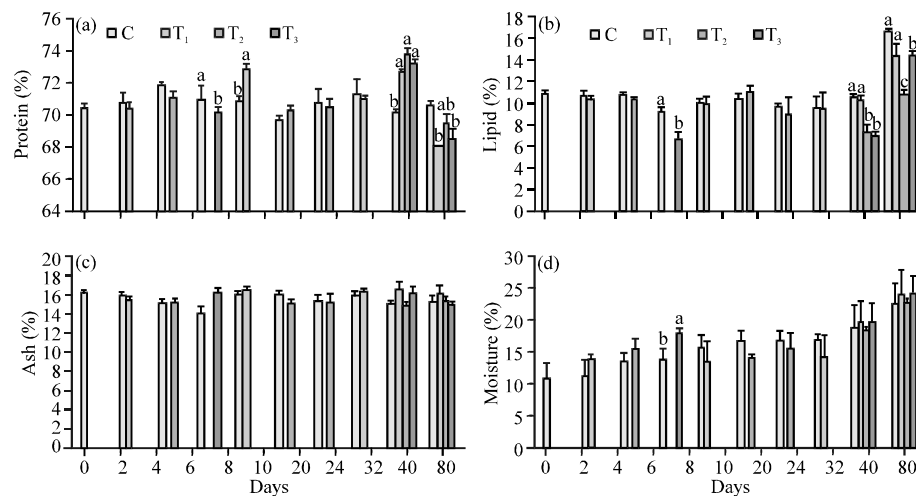 (a)
C T1 T2 T3
76
74
72
70
68
66
64
Protein (%)
a
b
b
a
b
a
a
a
b
ab
b
(b)
C T1 T2 T3
18
16
14
12
10
8
6
4
2
0
Lipid (%)
a
b
a
a
b
b
a
a
c
b
(c)
20
18
16
14
12
10
8
6
4
2
0
Ash (%)
0 2 4 6 8 10 20 24 32 40 80
Days
(d)
30
25
20
15
10
5
0
Moisture (%)
b
a
0 2 4 6 8 10 20 24 32 40 80
Days